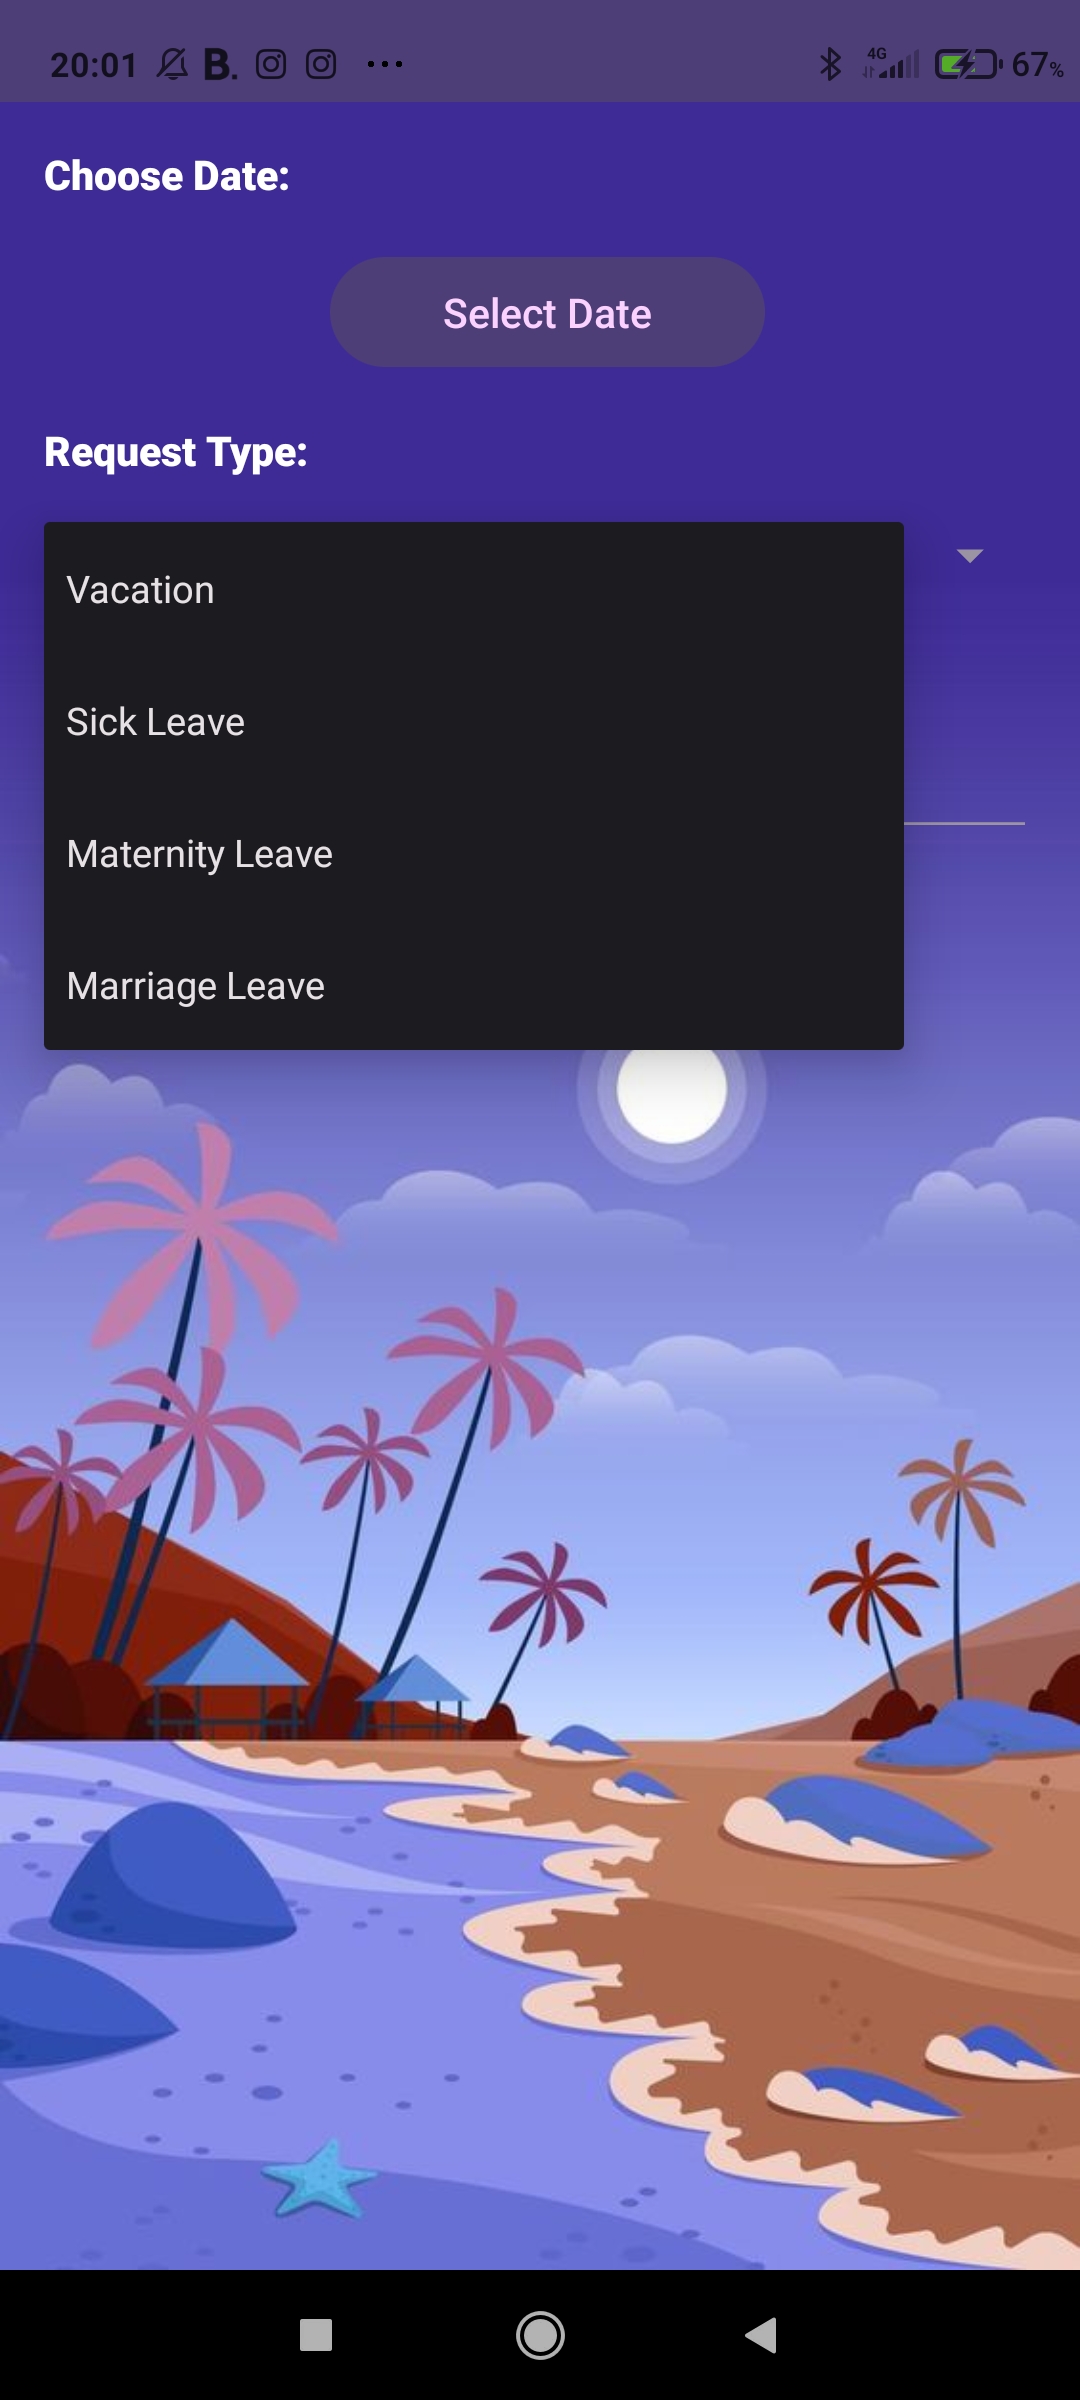 20:01 B. ... 4G 67%
Choose Date:
Select Date
Request Type:
Vacation
Sick Leave
Maternity Leave
Marriage Leave